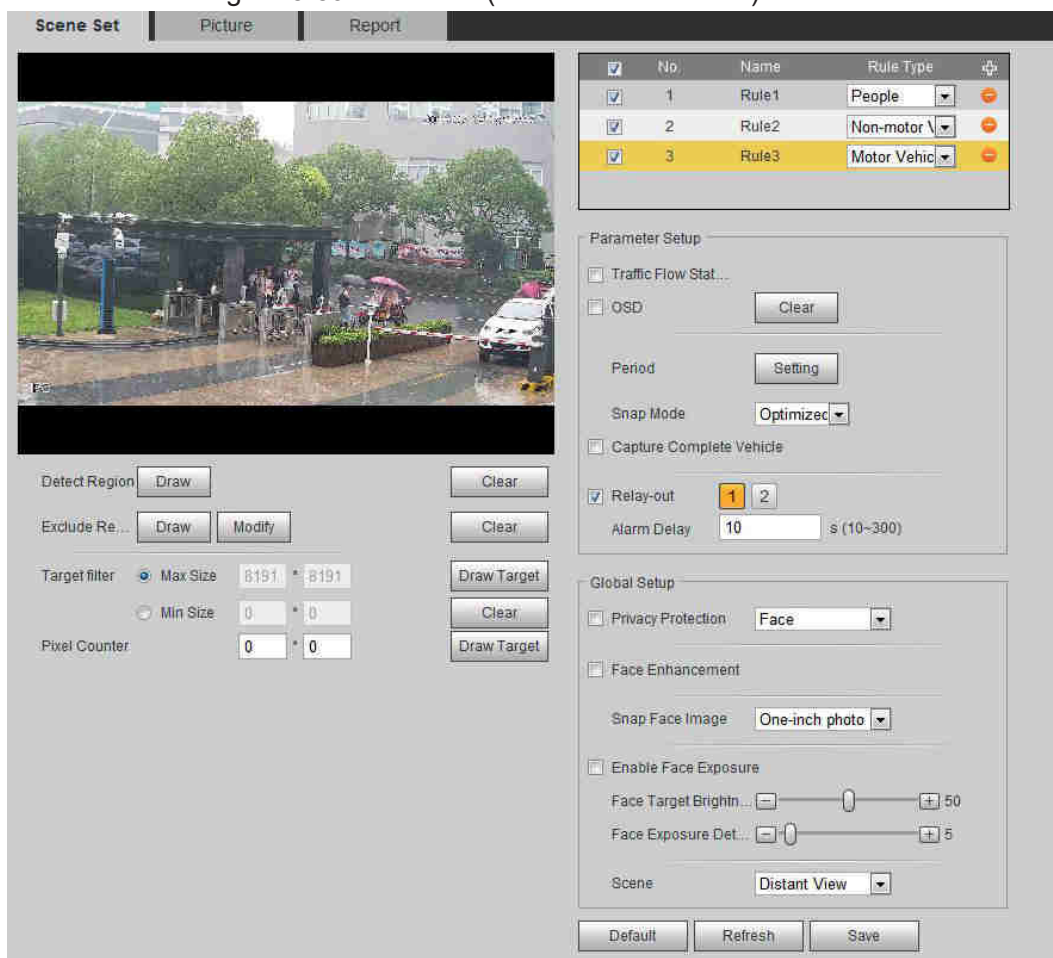 Scene Set Picture Report
No. Name Rule Type
1 Rule1 People
2 Rule2 Non-motor V
3 Rule3 Motor Vehic
Parameter Setup
Traffic Flow Stat...
OSD Clear
Period Setting
Snap Mode Optimized
Capture Complete Vehicle
Relay-out 1 2
Alarm Delay 10 s (10~300)
Detect Region Draw Clear
Exclude Re... Draw Modify Clear
Target filter Max Size 8191 * 8191 Draw Target
Min Size 0 * 0 Clear
Pixel Counter 0 * 0 Draw Target
Global Setup
Privacy Protection Face
Face Enhancement
Snap Face Image One-inch photo
Enable Face Exposure
Face Target Brightn... 50
Face Exposure Det... 5
Scene Distant View
Default Refresh Save